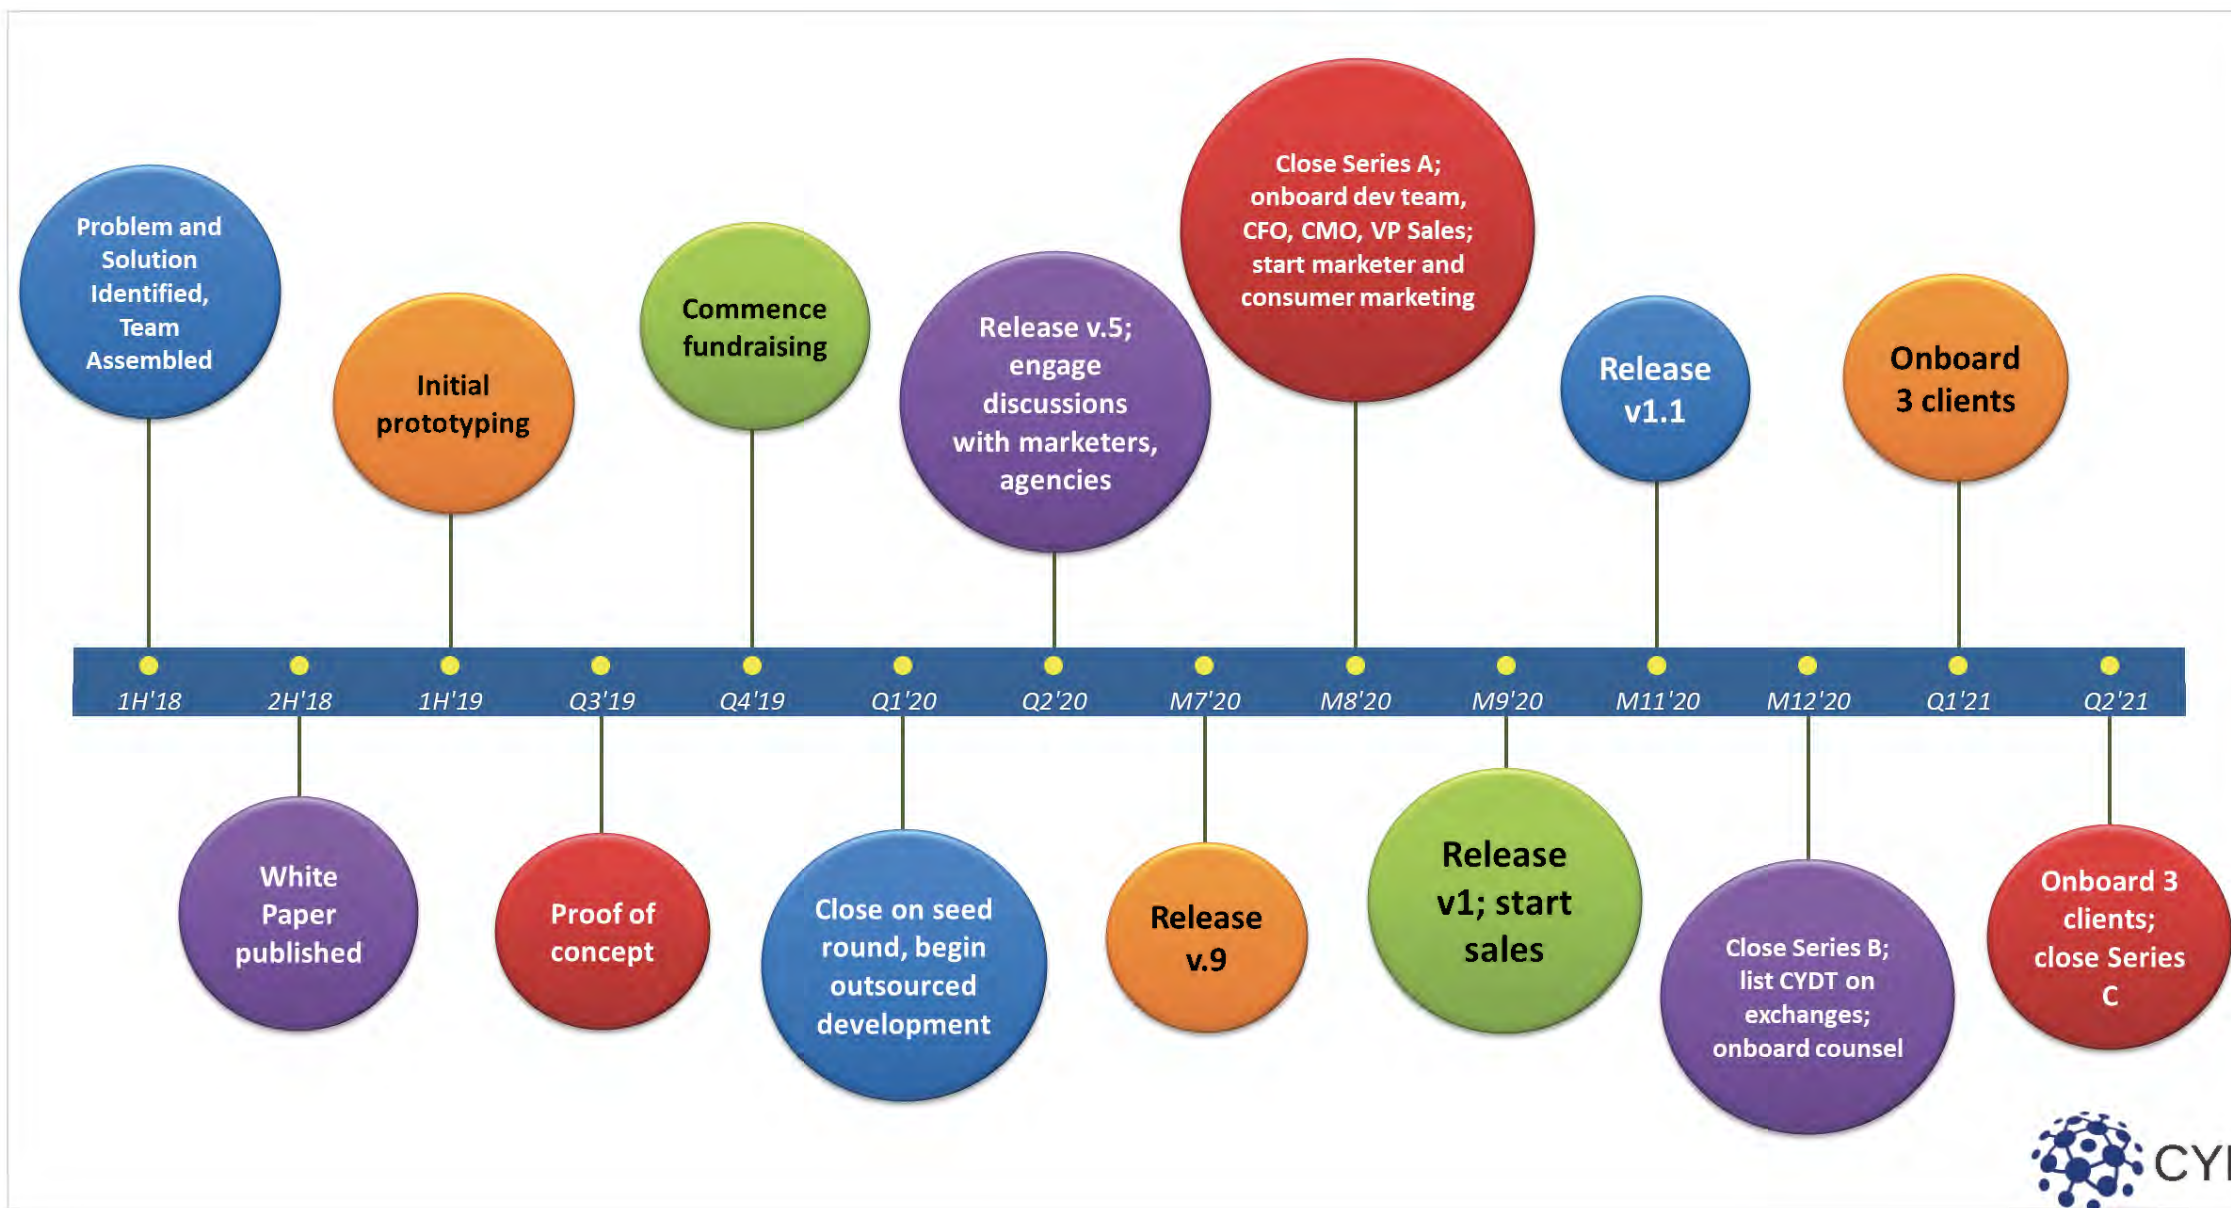 Problem and
Solution
Identified,
Team
Assembled
Initial
prototyping
Commence
fundraising
Release v.5;
engage
discussions
with marketers,
agencies
Close Series A;
onboard dev team,
CFO, CMO, VP Sales;
start marketer and
consumer marketing
Release
v1.1
Onboard
3 clients
1H'18
2H'18
1H'19
Q3'19
Q4'19
Q1'20
Q2'20
M7'20
M8'20
M9'20
M11'20
M12'20
Q1'21
Q2'21
White
Paper
published
Proof of
concept
Close on seed
round, begin
outsourced
development
Release
v.9
Release
v1; start
sales
Close Series B;
list CYDT on
exchanges;
onboard counsel
Onboard 3
clients;
close Series
C